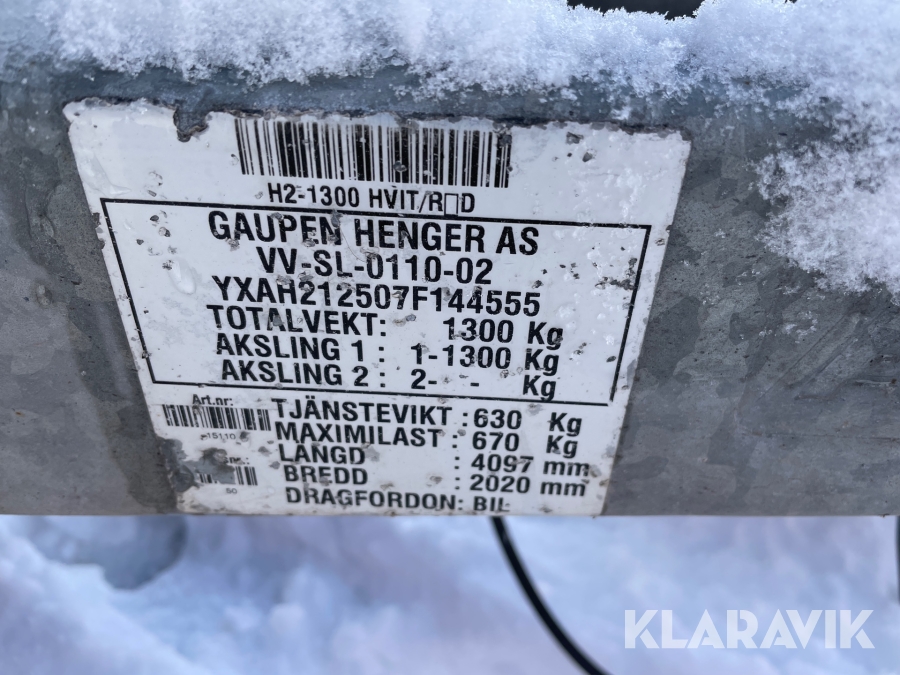 H2-1300 HVIT/R□D
GAUPEN HENGER AS
VV-SL-0110-02
YXAH212507F144555
TOTALVEKT: 1300 Kg
AKSLING 1 : 1-1300 Kg
AKSLING 2 : 2- - Kg
Art.nr:
TJÄNSTEVIKT : 630 Kg
MAXIMILAST : 670 Kg
LÄNGD : 4097 mm
BREDD : 2020 mm
DRAGFORDON: BIL
50
KLARAVIK